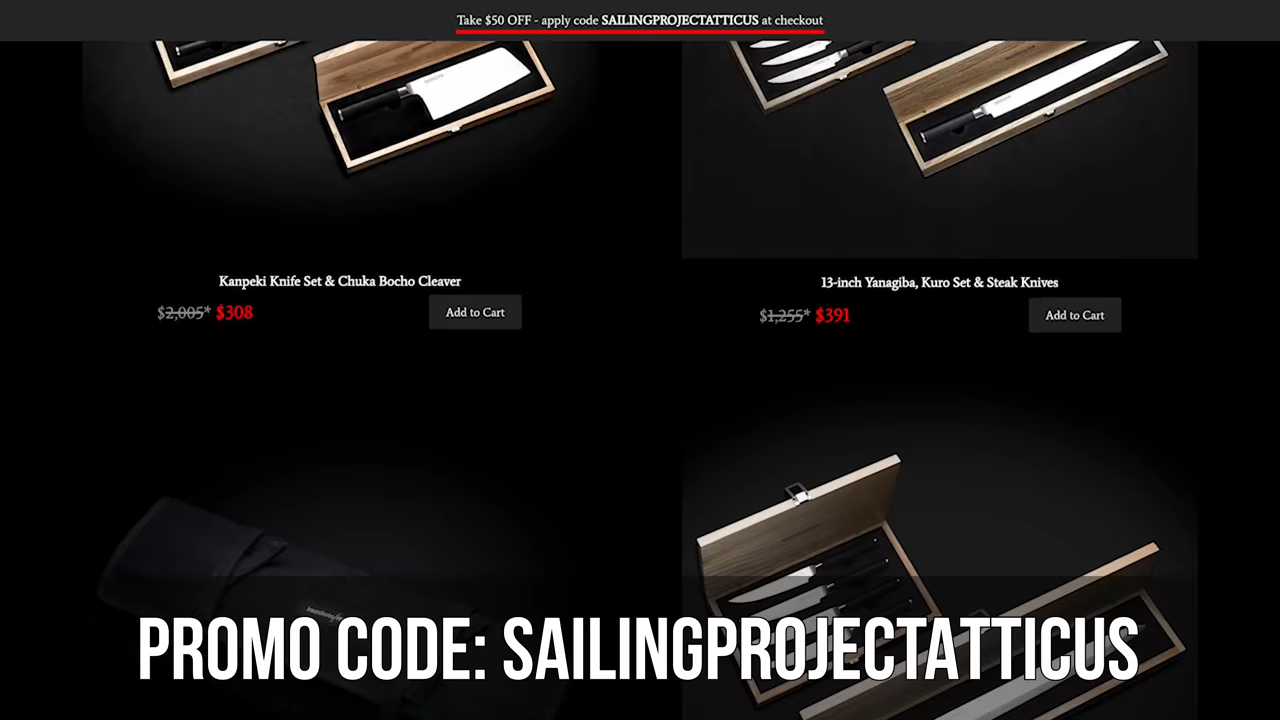 Take $50 OFF - apply code SAILINGPROJECTATTICUS at checkout
Kanpeki Knife Set & Chuka Bocho Cleaver
$2,005* $308
Add to Cart
13-inch Yanagiba, Kuro Set & Steak Knives
$1,255* $391
Add to Cart
PROMO CODE: SAILINGPROJECTATTICUS